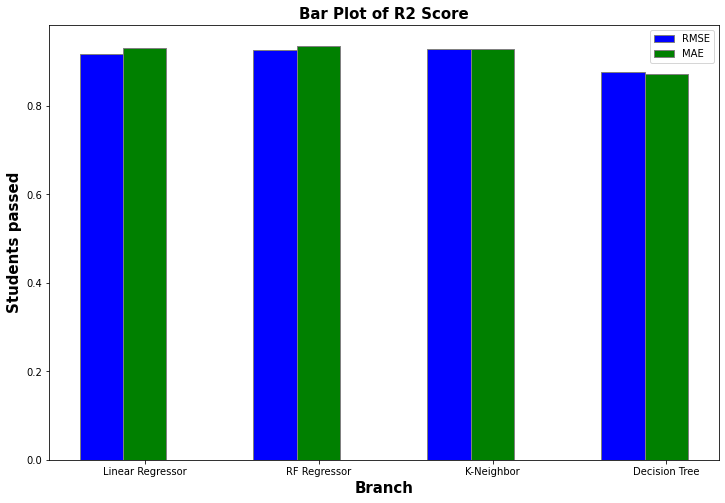 Bar Plot of R2 Score
RMSE
MAE
Students passed
0.8
0.6
0.4
0.2
0.0
Linear Regressor
RF Regressor
K-Neighbor
Decision Tree
Branch